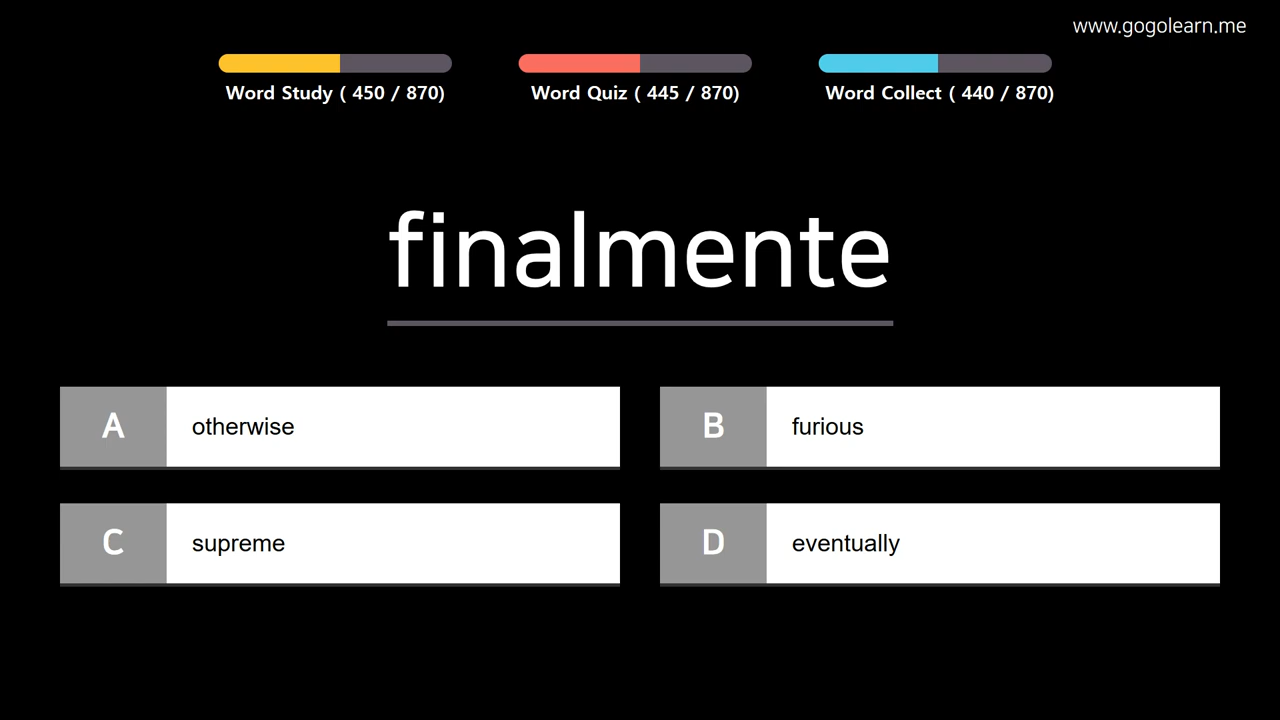 www.gogolearn.me
Word Study ( 450 / 870)
Word Quiz ( 445 / 870)
Word Collect ( 440 / 870)
finalmente
A otherwise
B furious
C supreme
D eventually